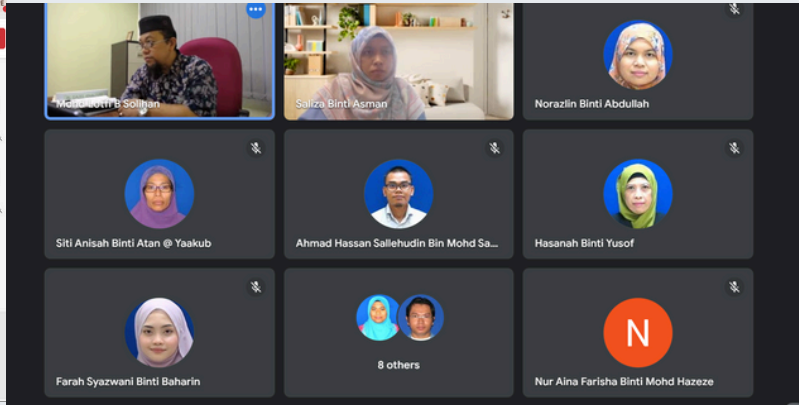 B Solihan
Saliza Binti Asman
Norazlin Binti Abdullah
Siti Anisah Binti Atan @ Yaakub
Ahmad Hassan Sallehudin Bin Mohd Sa...
Hasanah Binti Yusof
Farah Syazwani Binti Baharin
8 others
N
Nur Aina Farisha Binti Mohd Hazeze